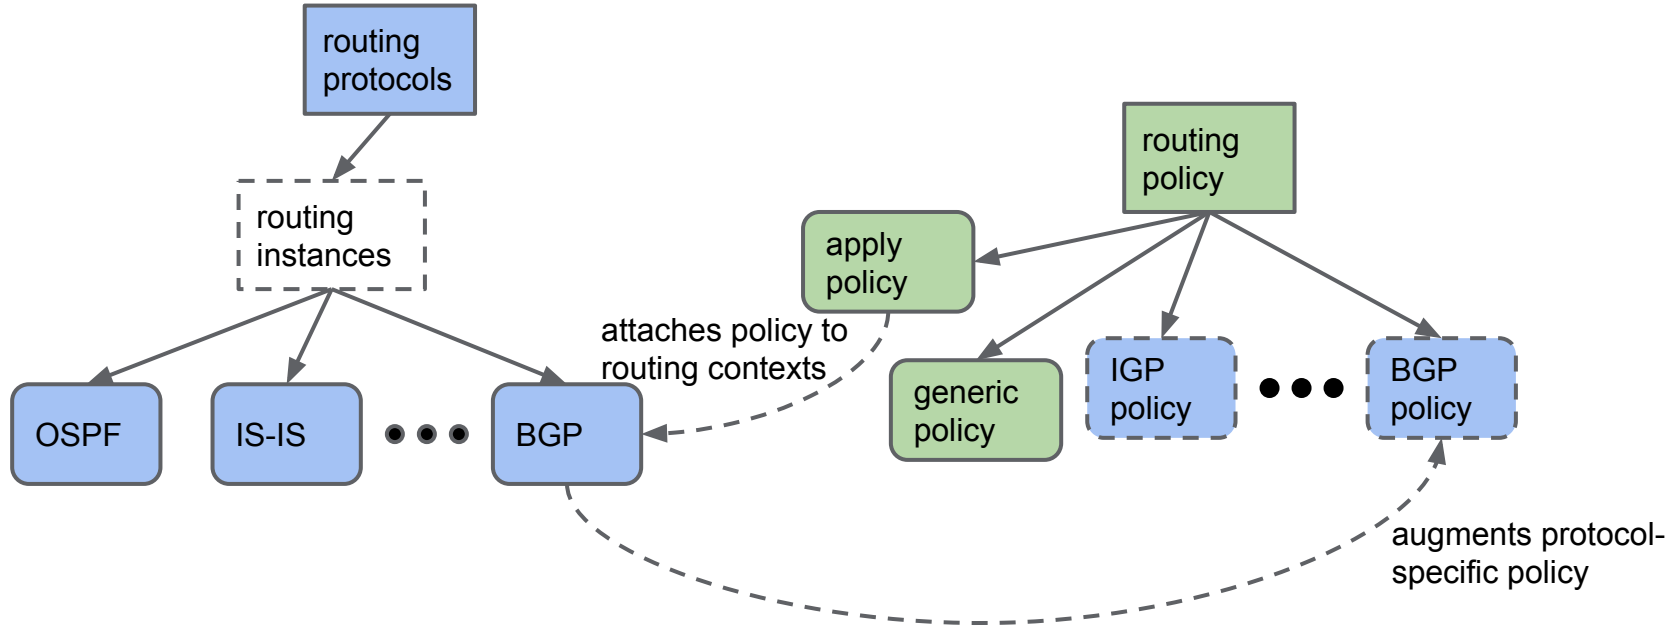 routing
protocols
routing
instances
OSPF
IS-IS
BGP
attaches policy to
routing contexts
routing
policy
apply
policy
generic
policy
IGP
policy
BGP
policy
augments protocol-
specific policy